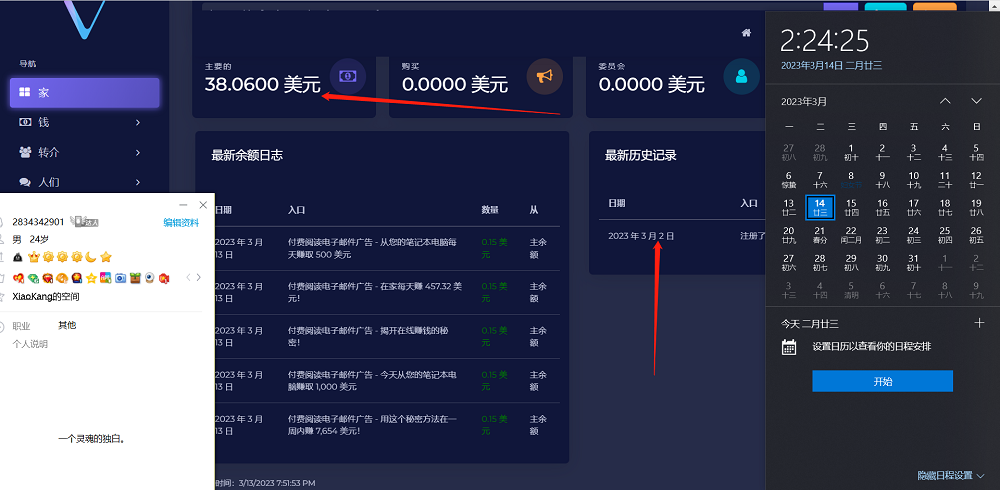 导航
家
钱
转介
人们
主要的
38.0600 美元
购买
0.0000 美元
委员会
0.0000 美元
最新余额日志
日期 入口 数量 从
2023 年 3 月 13 日 付费阅读电子邮件广告 - 从您的笔记本电脑每天赚取 500 美元 0.15 美元 主余额
2023 年 3 月 13 日 付费阅读电子邮件广告 - 在家每天赚 457.32 美元! 0.15 美元 主余额
2023 年 3 月 13 日 付费阅读电子邮件广告 - 揭开在线赚钱的秘密! 0.15 美元 主余额
2023 年 3 月 13 日 付费阅读电子邮件广告 - 今天从您的笔记本电脑赚取 1,000 美元 0.15 美元 主余额
2023 年 3 月 13 日 付费阅读电子邮件广告 - 用这个秘密方法在一周内赚 7,654 美元! 0.15 美元 主余额
时间：3/13/2023 7:51:53 PM
最新历史记录
日期 入口
2023 年 3 月 2 日 注册了
2834342901
编辑资料
男 24岁
XiaoKang的空间
职业 其他
个人说明
一个灵魂的独白。
2:24:25
2023年3月14日 二月廿三
2023年3月
一 二 三 四 五 六 日
27 28 1 2 3 4 5
初八 初九 初十 十一 十二 十三 十四
6 7 8 9 10 11 12
惊蛰 十六 十八 十九 二十 廿一
13 14 15 16 17 18 19
廿二 廿三 廿四 廿五 廿六 廿七 廿八
20 21 22 23 24 25 26
廿九 春分 闰二月 初二 初三 初四 初五
27 28 29 30 31 1 2
初六 初七 初八 初九 初十 十一 十二
3 4 5 6 7 8 9
十三 十四 清明 十六 十七 十八 十九
今天 二月廿三
设置日历以查看你的日程安排
开始
隐藏日程设置